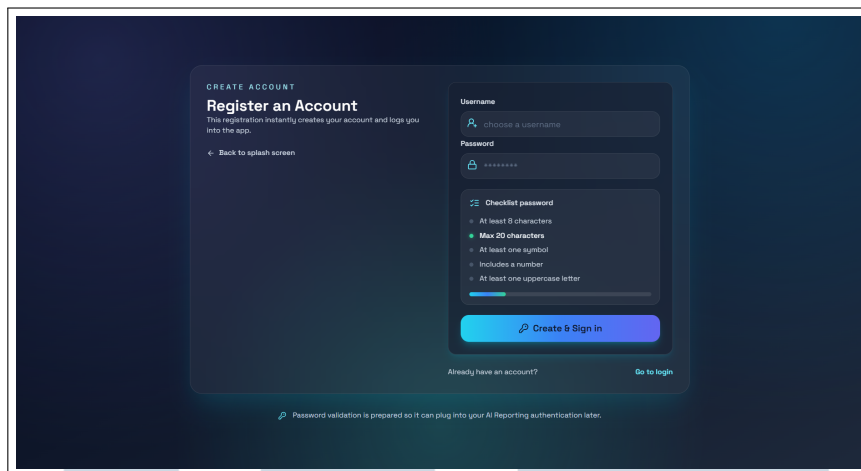 CREATE ACCOUNT
Register an Account
This registration instantly creates your account and logs you
into the app.
← Back to splash screen
Username
choose a username
Password
********
Checklist password
At least 8 characters
Max 20 characters
At least one symbol
Includes a number
At least one uppercase letter
Create & Sign in
Already have an account?
Go to login
Password validation is prepared so it can plug into your AI Reporting authentication later.